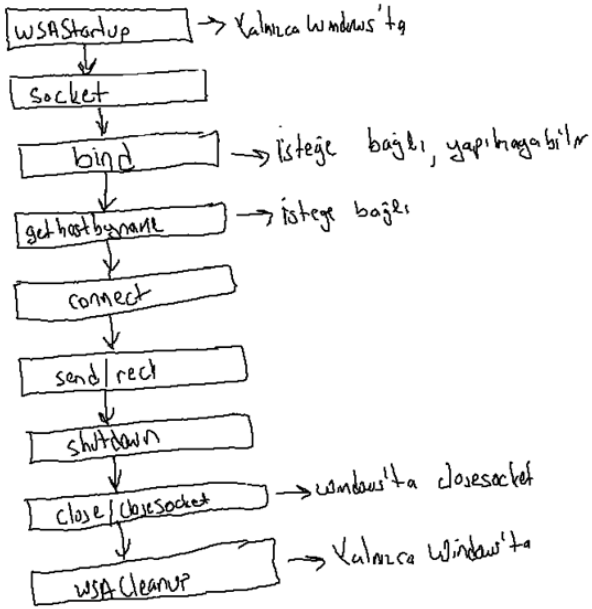 WSAStartup → Yalnızca Windows'ta
socket
bind → isteğe bağlı, yapılmayabilir
gethostbyname → isteğe bağlı
connect
send/recv
shutdown
close/closesocket → Windows'ta closesocket
WSACleanup → Yalnızca Windows'ta